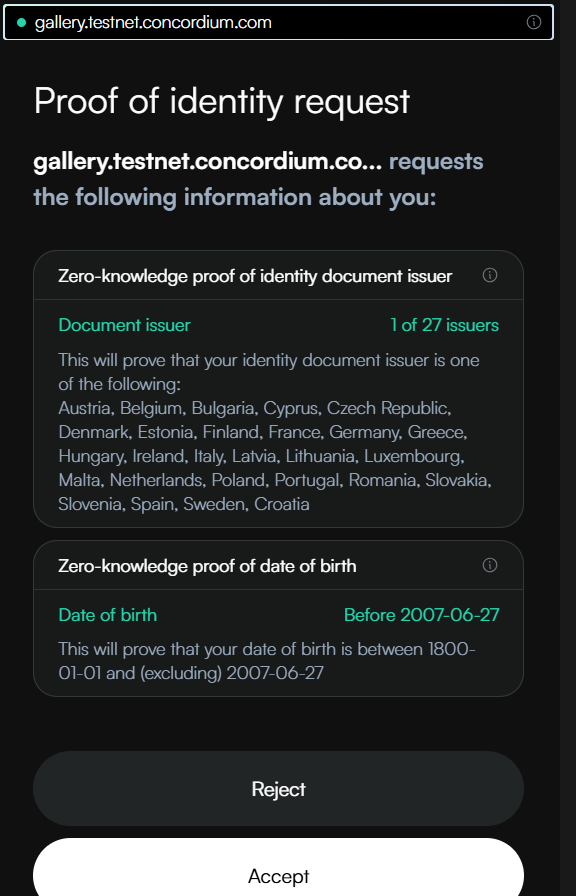 gallery.testnet.concordium.com
Proof of identity request
gallery.testnet.concordium.co... requests
the following information about you:
Zero-knowledge proof of identity document issuer
Document issuer 1 of 27 issuers
This will prove that your identity document issuer is one
of the following:
Austria, Belgium, Bulgaria, Cyprus, Czech Republic,
Denmark, Estonia, Finland, France, Germany, Greece,
Hungary, Ireland, Italy, Latvia, Lithuania, Luxembourg,
Malta, Netherlands, Poland, Portugal, Romania, Slovakia,
Slovenia, Spain, Sweden, Croatia
Zero-knowledge proof of date of birth
Date of birth Before 2007-06-27
This will prove that your date of birth is between 1800-
01-01 and (excluding) 2007-06-27
Reject
Accept